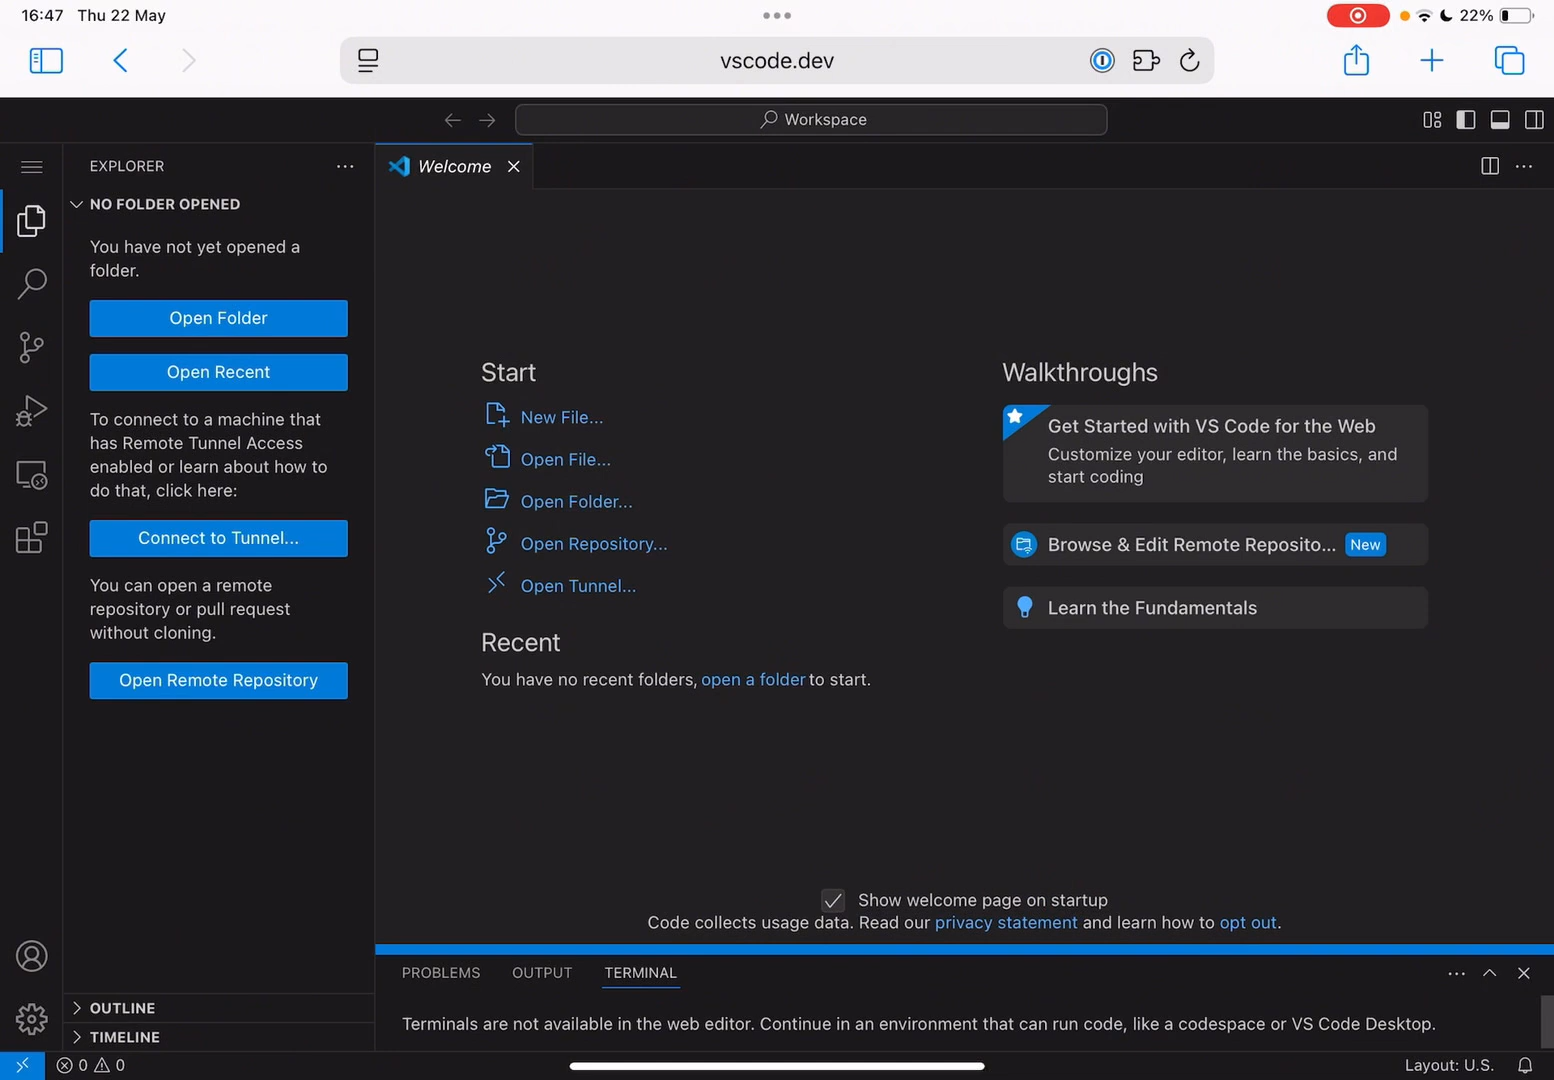 16:47 Thu 22 May
22%
vscode.dev
Workspace
EXPLORER
Welcome
NO FOLDER OPENED
You have not yet opened a
folder.
Open Folder
Open Recent
To connect to a machine that
has Remote Tunnel Access
enabled or learn about how to
do that, click here:
Connect to Tunnel...
You can open a remote
repository or pull request
without cloning.
Open Remote Repository
OUTLINE
TIMELINE
Start
New File...
Open File...
Open Folder...
Open Repository...
Open Tunnel...
Recent
You have no recent folders, open a folder to start.
Walkthroughs
Get Started with VS Code for the Web
Customize your editor, learn the basics, and
start coding
Browse & Edit Remote Reposito... New
Learn the Fundamentals
Show welcome page on startup
Code collects usage data. Read our privacy statement and learn how to opt out.
PROBLEMS OUTPUT TERMINAL
Terminals are not available in the web editor. Continue in an environment that can run code, like a codespace or VS Code Desktop.
0 0
Layout: U.S.